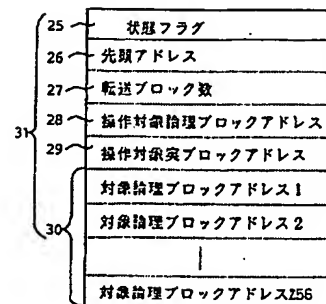 25 状態フラグ
26 先頭アドレス
27 転送ブロック数
28 操作対象論理ブロックアドレス
29 操作対象実ブロックアドレス
31
対象論理ブロックアドレス1
30
対象論理ブロックアドレス2
対象論理ブロックアドレス256